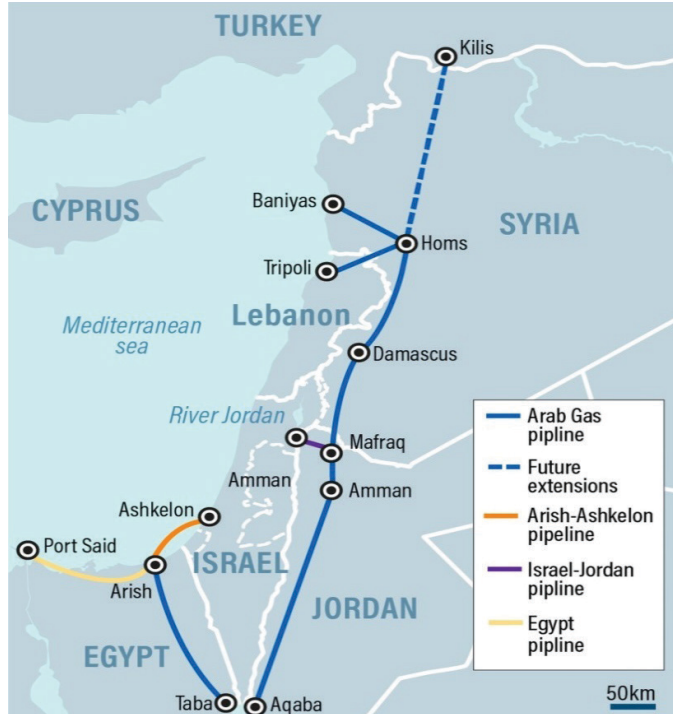 TURKEY
Kilis
CYPRUS
Baniyas
Homs
SYRIA
Tripoli
Lebanon
Mediterranean
sea
Damascus
River Jordan
Mafraq
Amman
Amman
Ashkelon
Port Said
ISRAEL
Arish
JORDAN
EGYPT
Taba
Aqaba
Arab Gas
pipline
Future
extensions
Arish-Ashkelon
pipeline
Israel-Jordan
pipline
Egypt
pipline
50km